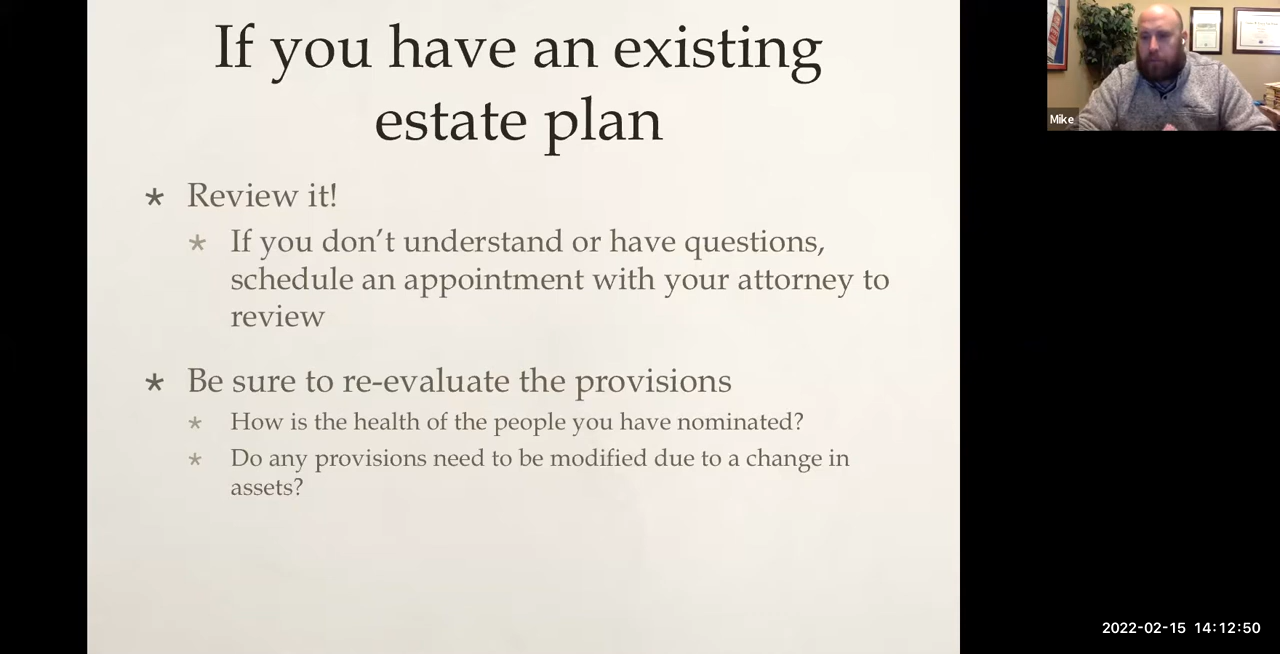 If you have an existing
estate plan
* Review it!
* If you don’t understand or have questions,
schedule an appointment with your attorney to
review
* Be sure to re-evaluate the provisions
* How is the health of the people you have nominated?
* Do any provisions need to be modified due to a change in
assets?
Mike
2022-02-15 14:12:50